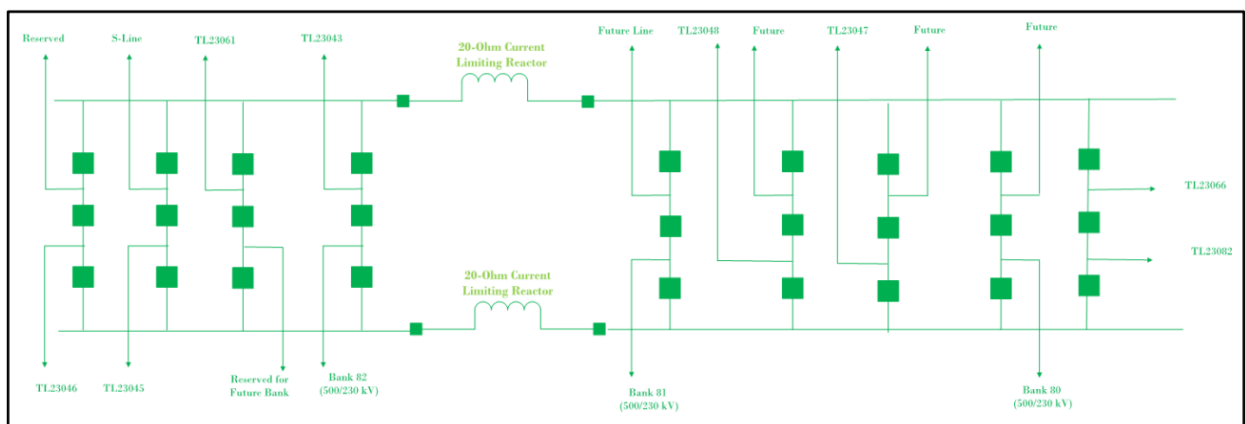 Reserved
S-Line
TL23061
TL23043
20-Ohm Current
Limiting Reactor
Future Line
TL23048
Future
TL23047
Future
Future
TL23066
TL23082
20-Ohm Current
Limiting Reactor
TL23046
TL23045
Reserved for
Future Bank
Bank 82
(500/230 kV)
Bank 81
(500/230 kV)
Bank 80
(500/230 kV)